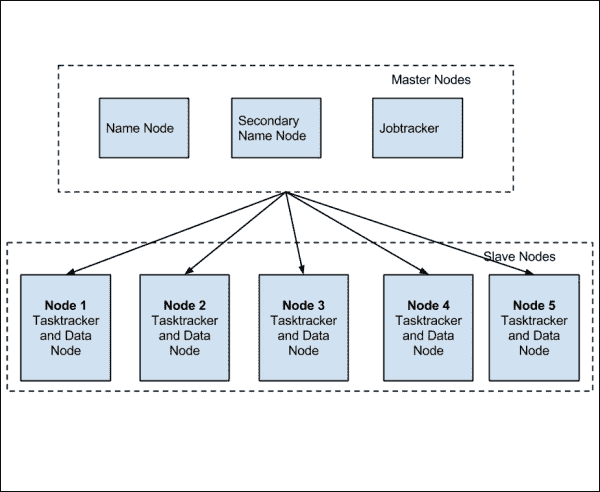 Master Nodes
Name Node
Secondary
Name Node
Jobtracker
Slave Nodes
Node 1
Tasktracker
and Data
Node
Node 2
Tasktracker
and Data
Node
Node 3
Tasktracker
and Data
Node
Node 4
Tasktracker
and Data
Node
Node 5
Tasktracker
and Data
Node